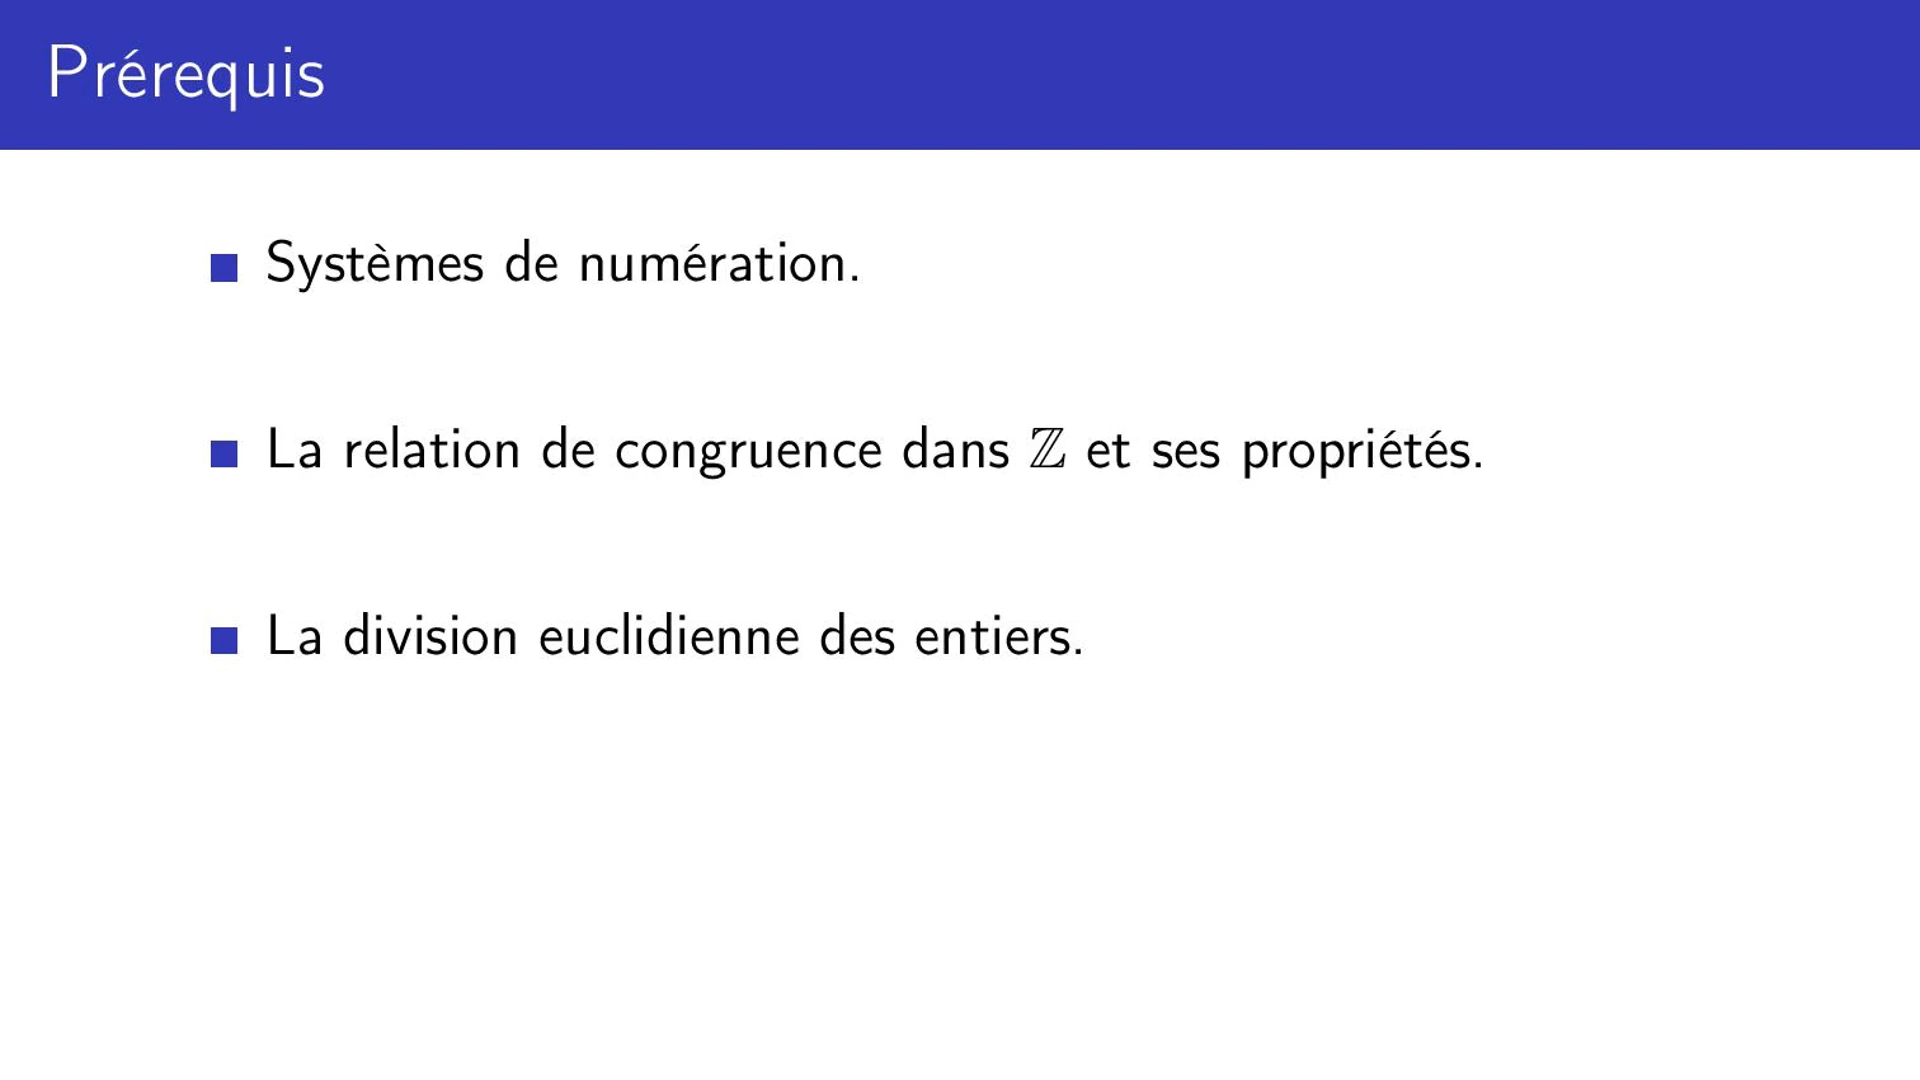 Prérequis
Systèmes de numération.
La relation de congruence dans ℤ et ses propriétés.
La division euclidienne des entiers.